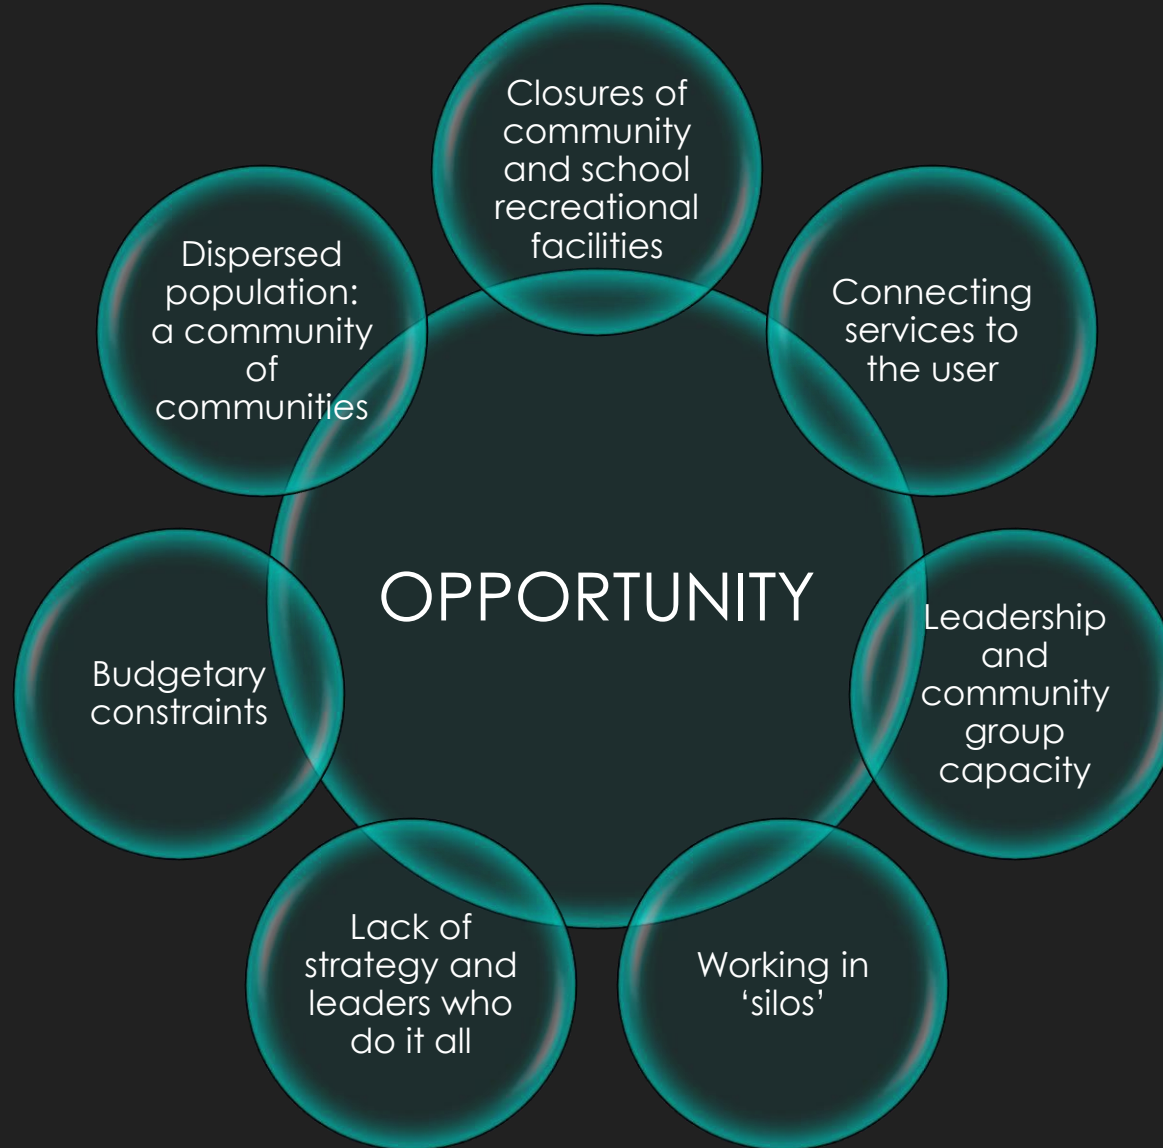 Closures of
community
and school
recreational
facilities
Connecting
services to
the user
Leadership
and
community
group
capacity
Working in
‘silos’
Lack of
strategy and
leaders who
do it all
Budgetary
constraints
Dispersed
population:
a community
of
communities
OPPORTUNITY